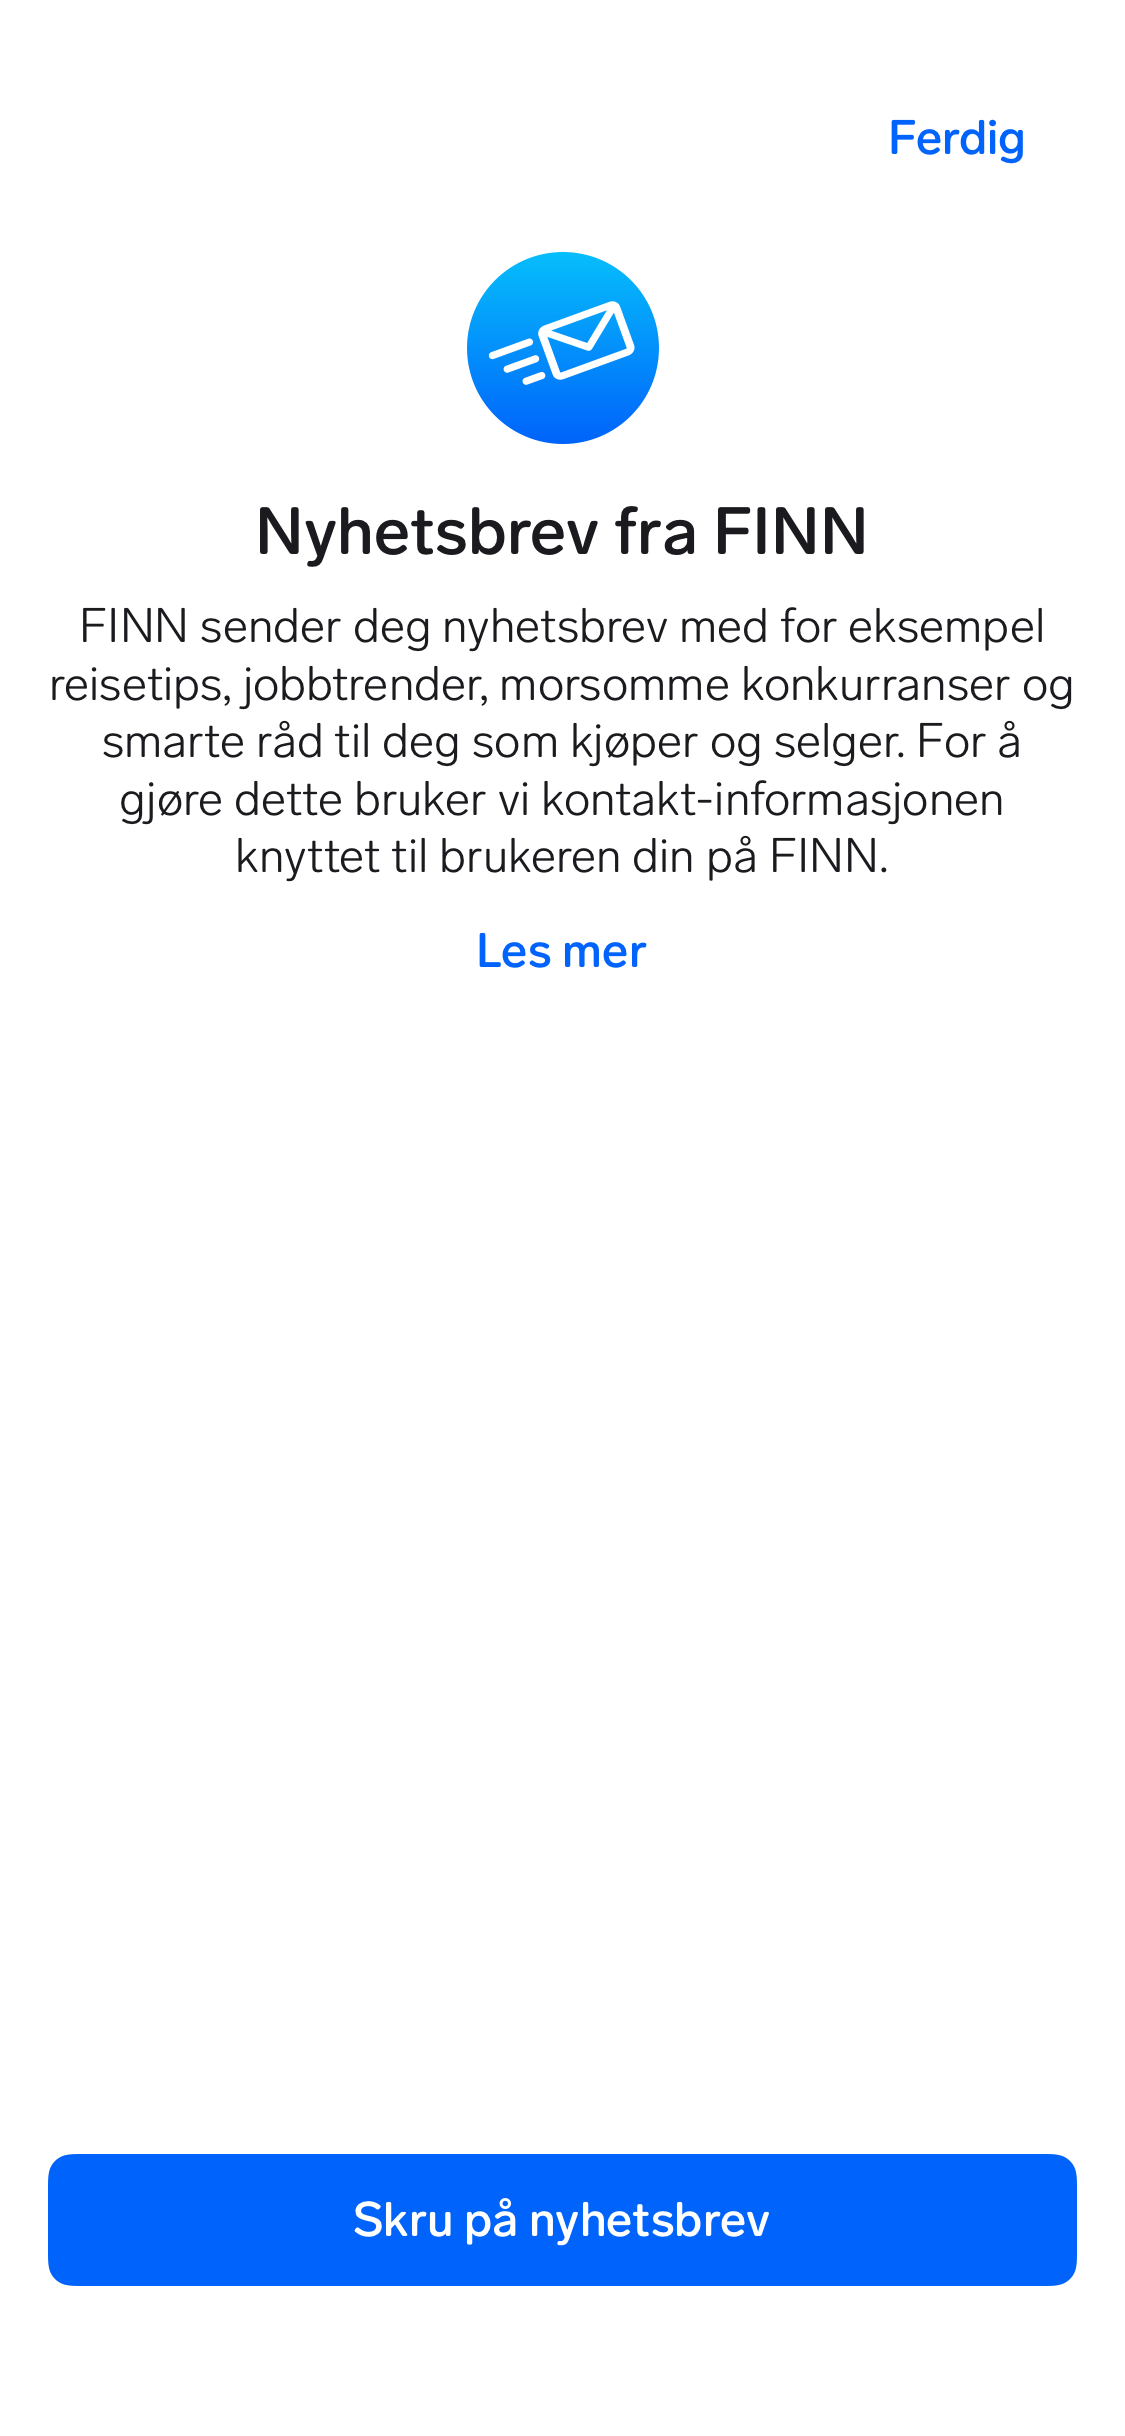 Ferdig
Nyhetsbrev fra FINN
FINN sender deg nyhetsbrev med for eksempel
reisetips, jobbtrender, morsomme konkurranser og
smarte råd til deg som kjøper og selger. For å
gjøre dette bruker vi kontakt-informasjonen
knyttet til brukeren din på FINN.
Les mer
Skru på nyhetsbrev